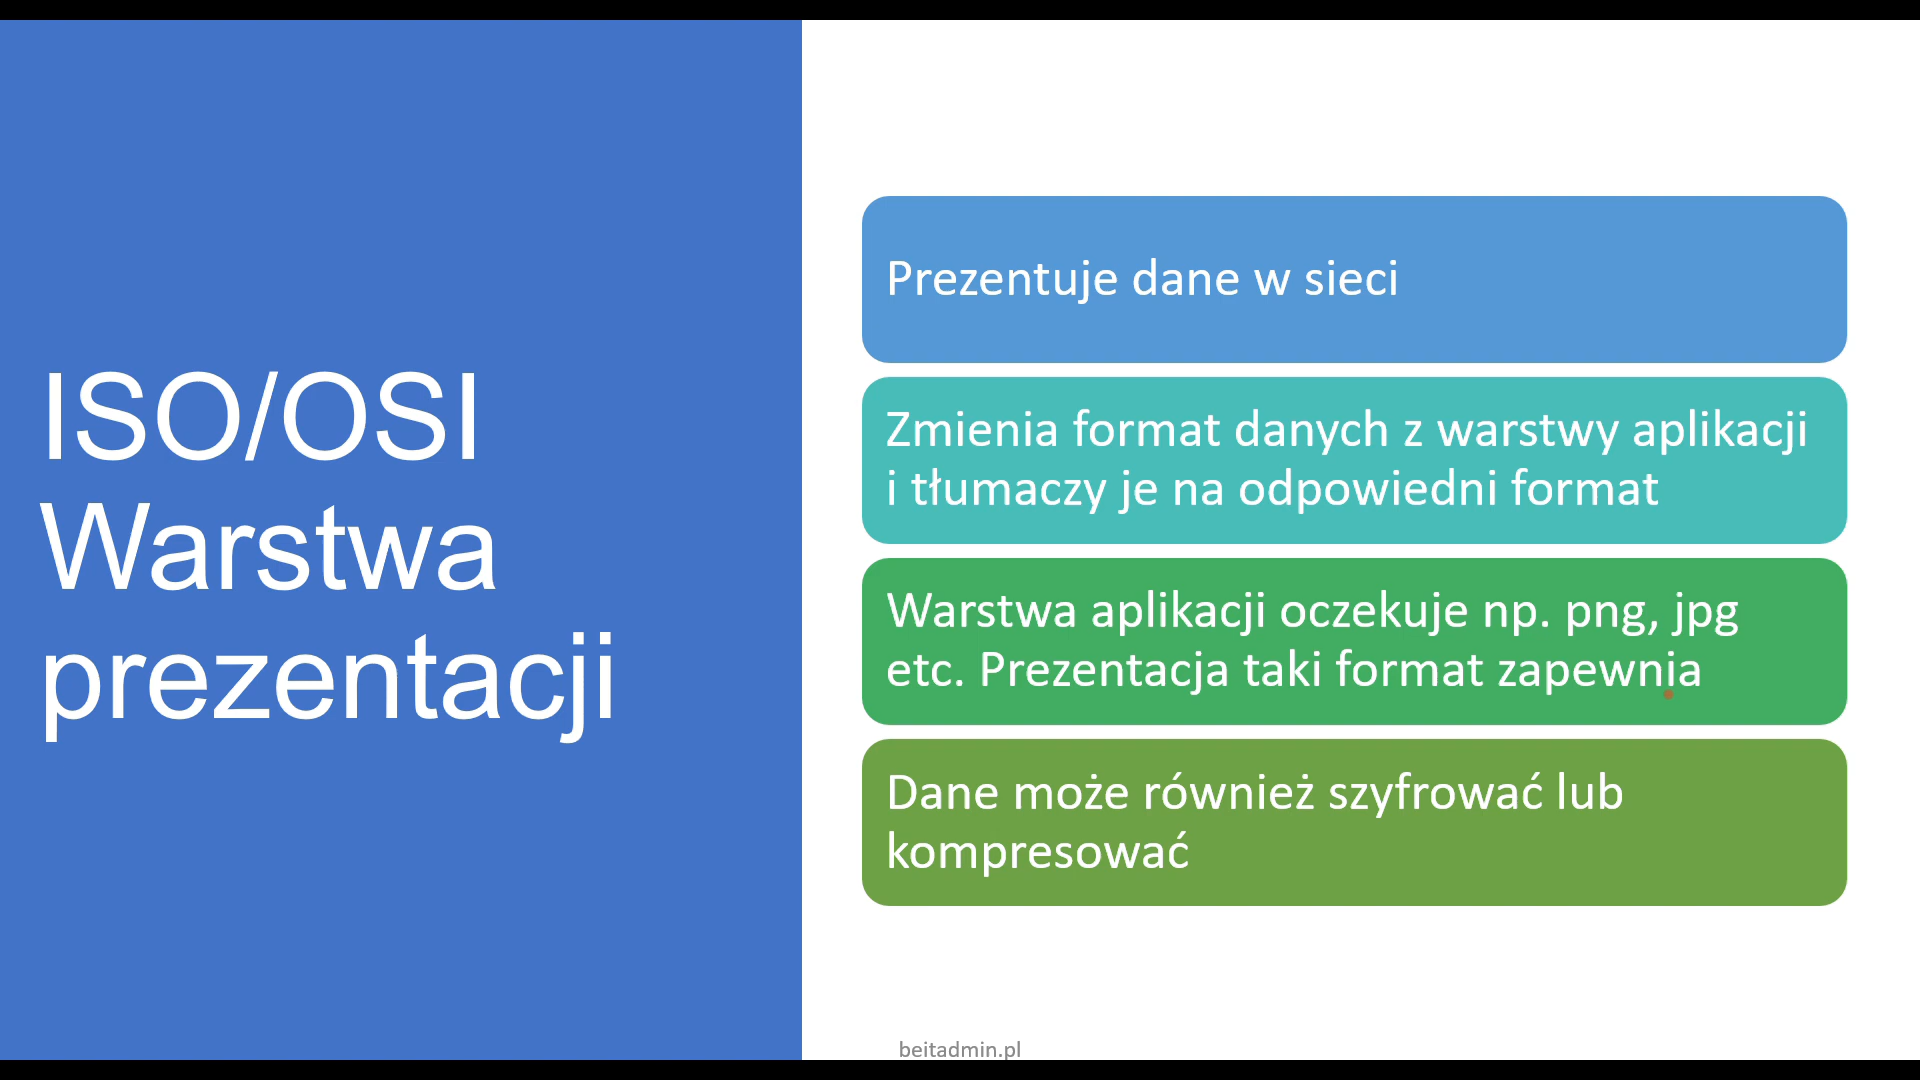 ISO/OSI
Warstwa
prezentacji
Prezentuje dane w sieci
Zmienia format danych z warstwy aplikacji
i tłumaczy je na odpowiedni format
Warstwa aplikacji oczekuje np. png, jpg
etc. Prezentacja taki format zapewnia
Dane może również szyfrować lub
kompresować
beitadmin.pl